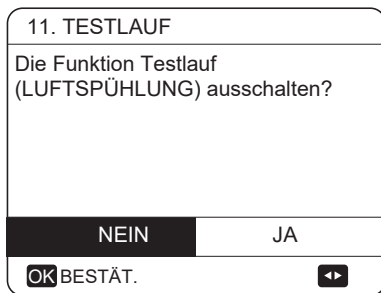 11. TESTLAUF
Die Funktion Testlauf
(LUFTSPÜHLUNG) ausschalten?
NEIN JA
OK BESTÄT.